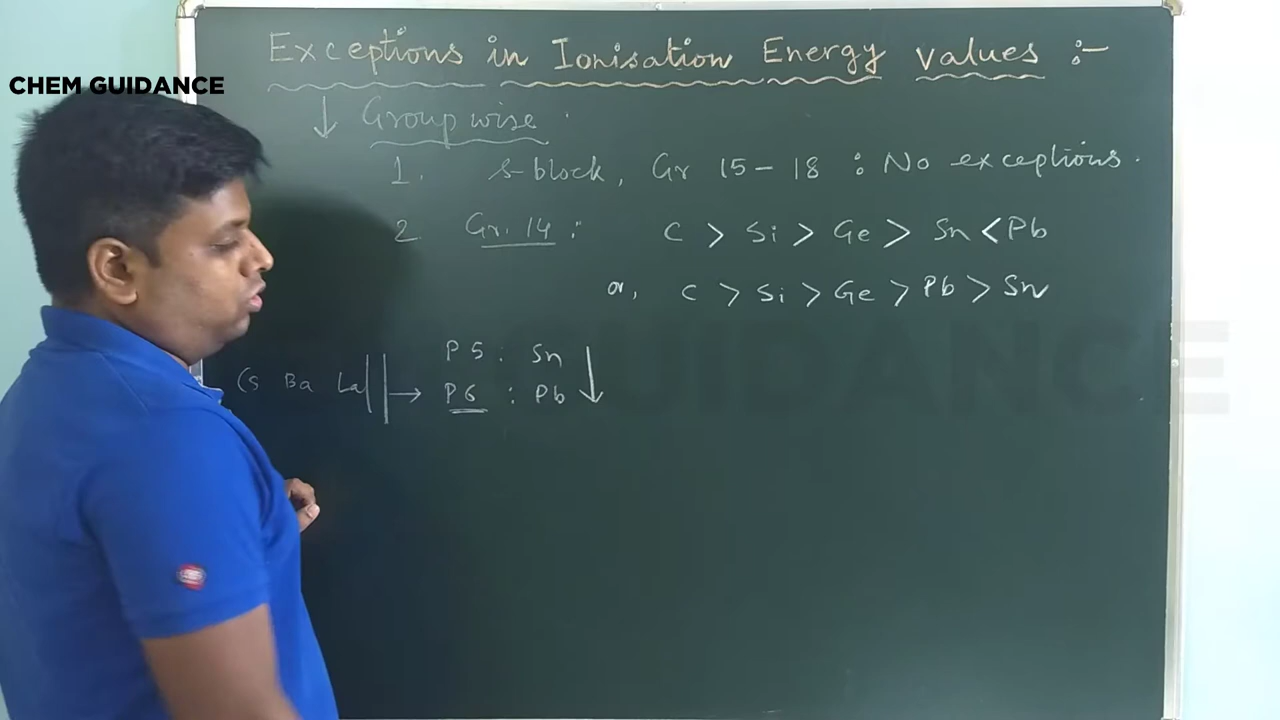 CHEM GUIDANCE
Exceptions in Ionisation Energy values :-
↓ Group wise
1. s-block, Gr 15 - 18 : No exceptions.
2. Gr. 14 : C > Si > Ge > Sn < Pb
or, C > Si > Ge > Pb > Sn
P5 : Sn ↓
Cs Ba La || → P6 : Pb
GUIDANCE